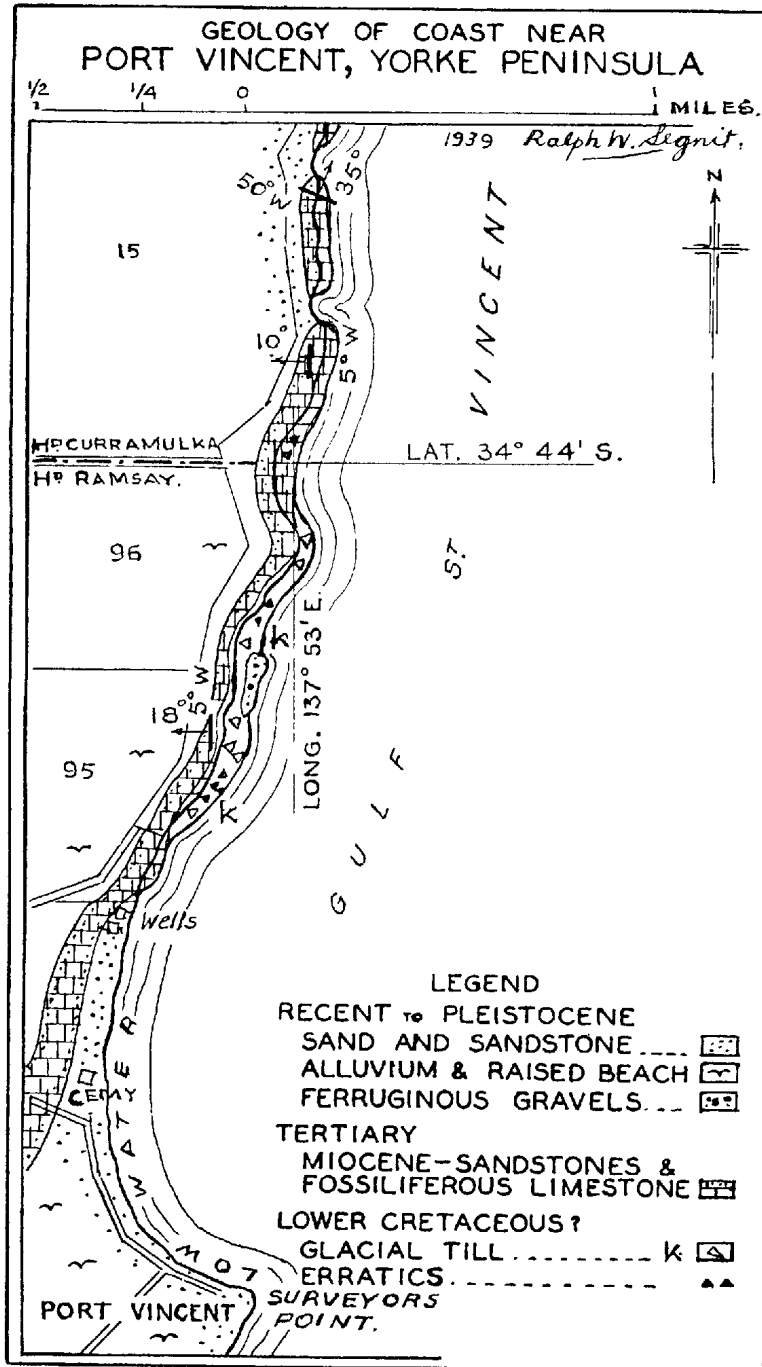 GEOLOGY OF COAST NEAR
PORT VINCENT, YORKE PENINSULA
1/2 1/4 0 1 MILES.
1939 Ralph W. Segnit.
N
50° W
35°
15
VINCENT
10°
5° W
HD CURRAMULKA
LAT. 34° 44' S.
HD RAMSAY.
96
ST.
LONG. 137° 53' E.
K
18°
5° W
95
K
GULF
Wells
LEGEND
RECENT TO PLEISTOCENE
SAND AND SANDSTONE....
ALLUVIUM & RAISED BEACH
FERRUGINOUS GRAVELS....
CEMY
TERTIARY
MIOCENE-SANDSTONES &
FOSSILIFEROUS LIMESTONE
LOW WATER
LOWER CRETACEOUS?
GLACIAL TILL......... K
ERRATICS.............
SURVEYORS
POINT.
PORT VINCENT